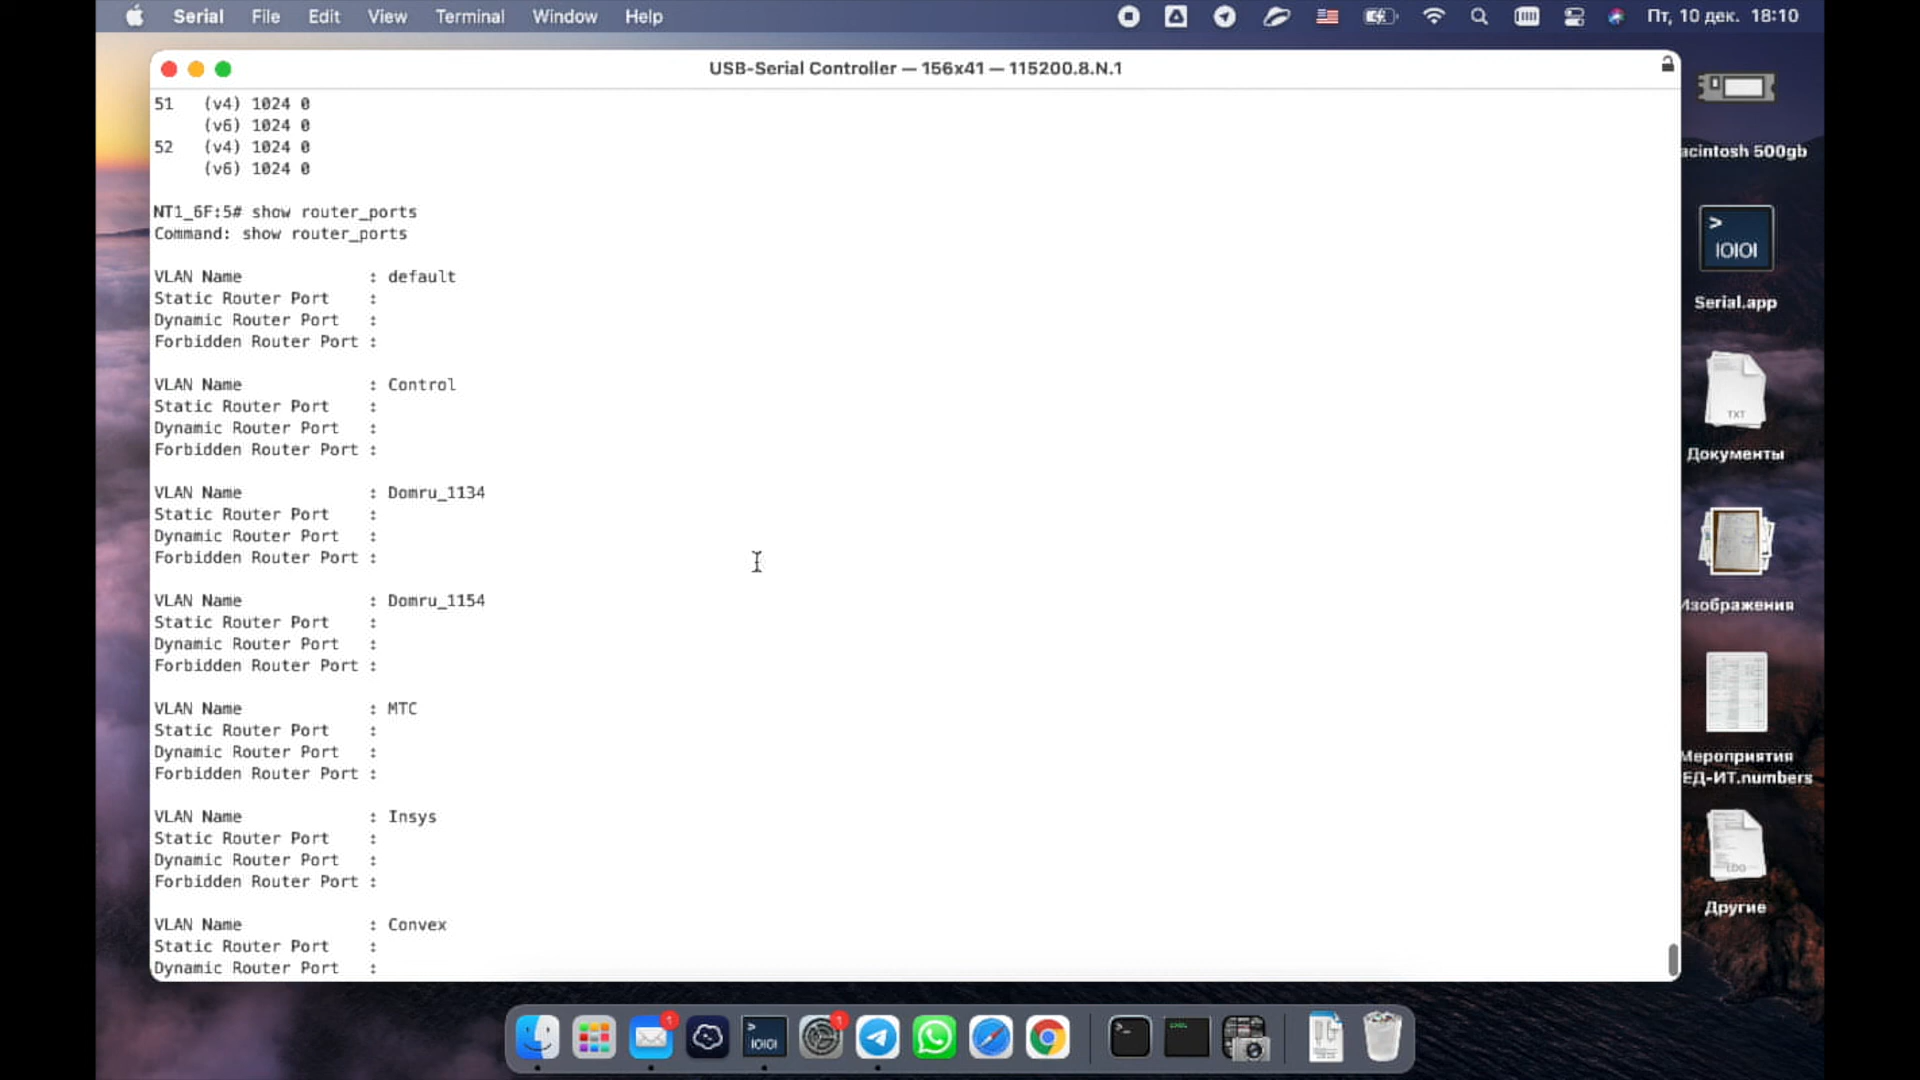 Serial File Edit View Terminal Window Help
Пт, 10 дек. 18:10
USB-Serial Controller — 156x41 — 115200.8.N.1
51 (v4) 1024 0
(v6) 1024 0
52 (v4) 1024 0
(v6) 1024 0
NT1_6F:5# show router_ports
Command: show router_ports
VLAN Name : default
Static Router Port :
Dynamic Router Port :
Forbidden Router Port :
VLAN Name : Control
Static Router Port :
Dynamic Router Port :
Forbidden Router Port :
VLAN Name : Domru_1134
Static Router Port :
Dynamic Router Port :
Forbidden Router Port :
VLAN Name : Domru_1154
Static Router Port :
Dynamic Router Port :
Forbidden Router Port :
VLAN Name : MTC
Static Router Port :
Dynamic Router Port :
Forbidden Router Port :
VLAN Name : Insys
Static Router Port :
Dynamic Router Port :
Forbidden Router Port :
VLAN Name : Convex
Static Router Port :
Dynamic Router Port :
acintosh 500gb
>
IOIOI
Serial.app
TXT
Документы
Изображения
Мероприятия
ЕД-ИТ.numbers
LOG
Другие
1
>
IOIOI
1